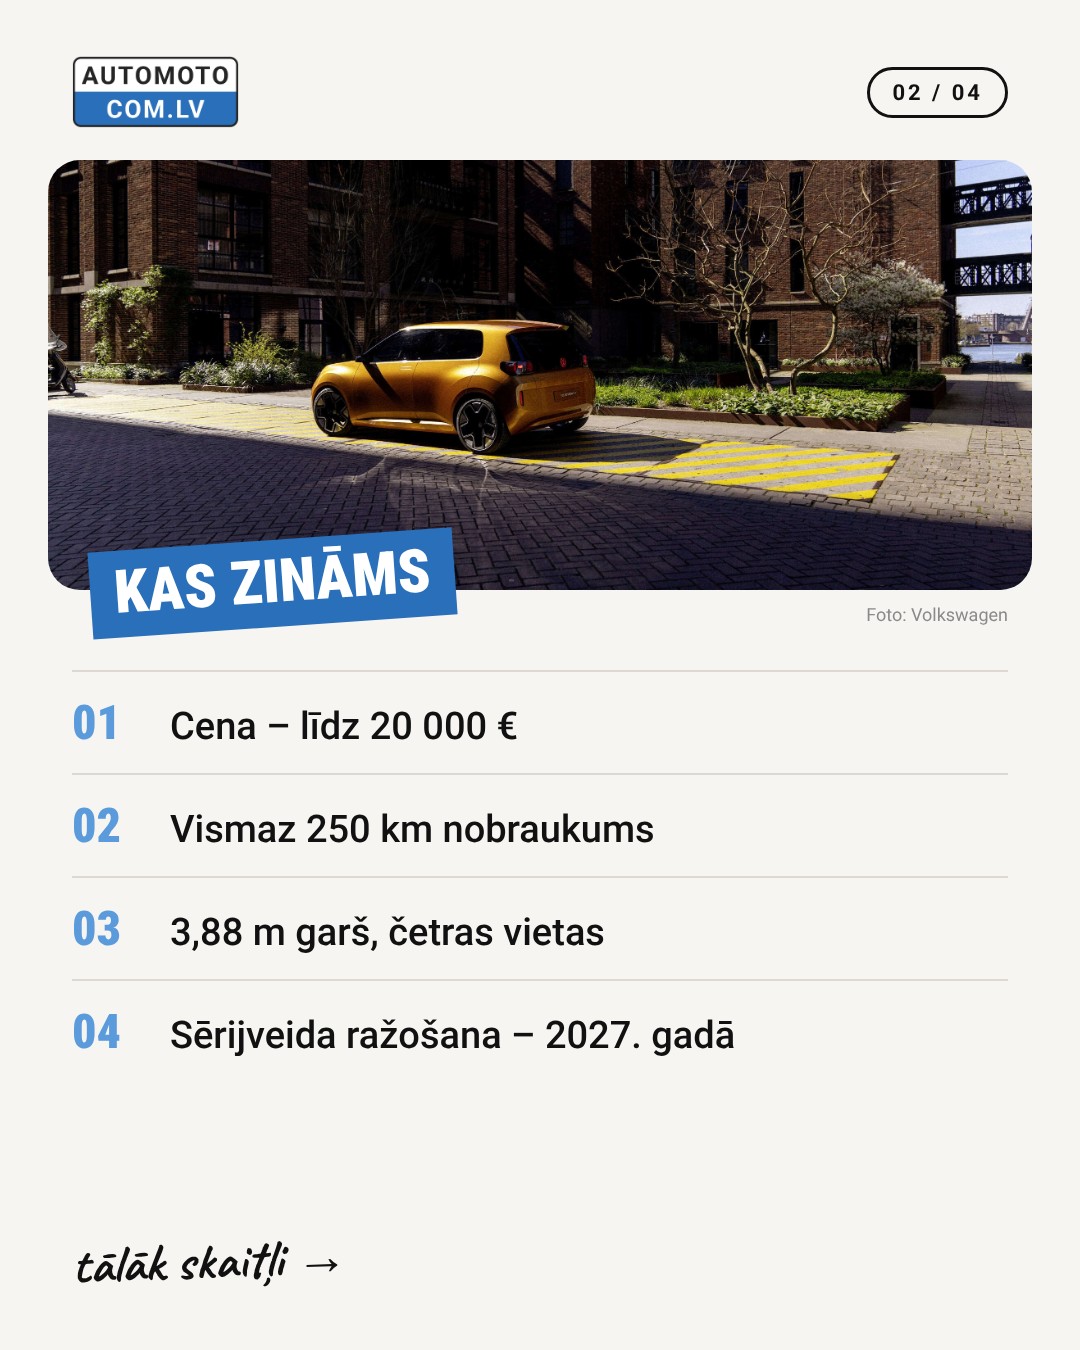 AUTOMOTO
COM.LV
02 / 04
KAS ZINĀMS
Foto: Volkswagen
01 Cena – līdz 20 000 €
02 Vismaz 250 km nobraukums
03 3,88 m garš, četras vietas
04 Sērijveida ražošana – 2027. gadā
tālāk skaitļi →